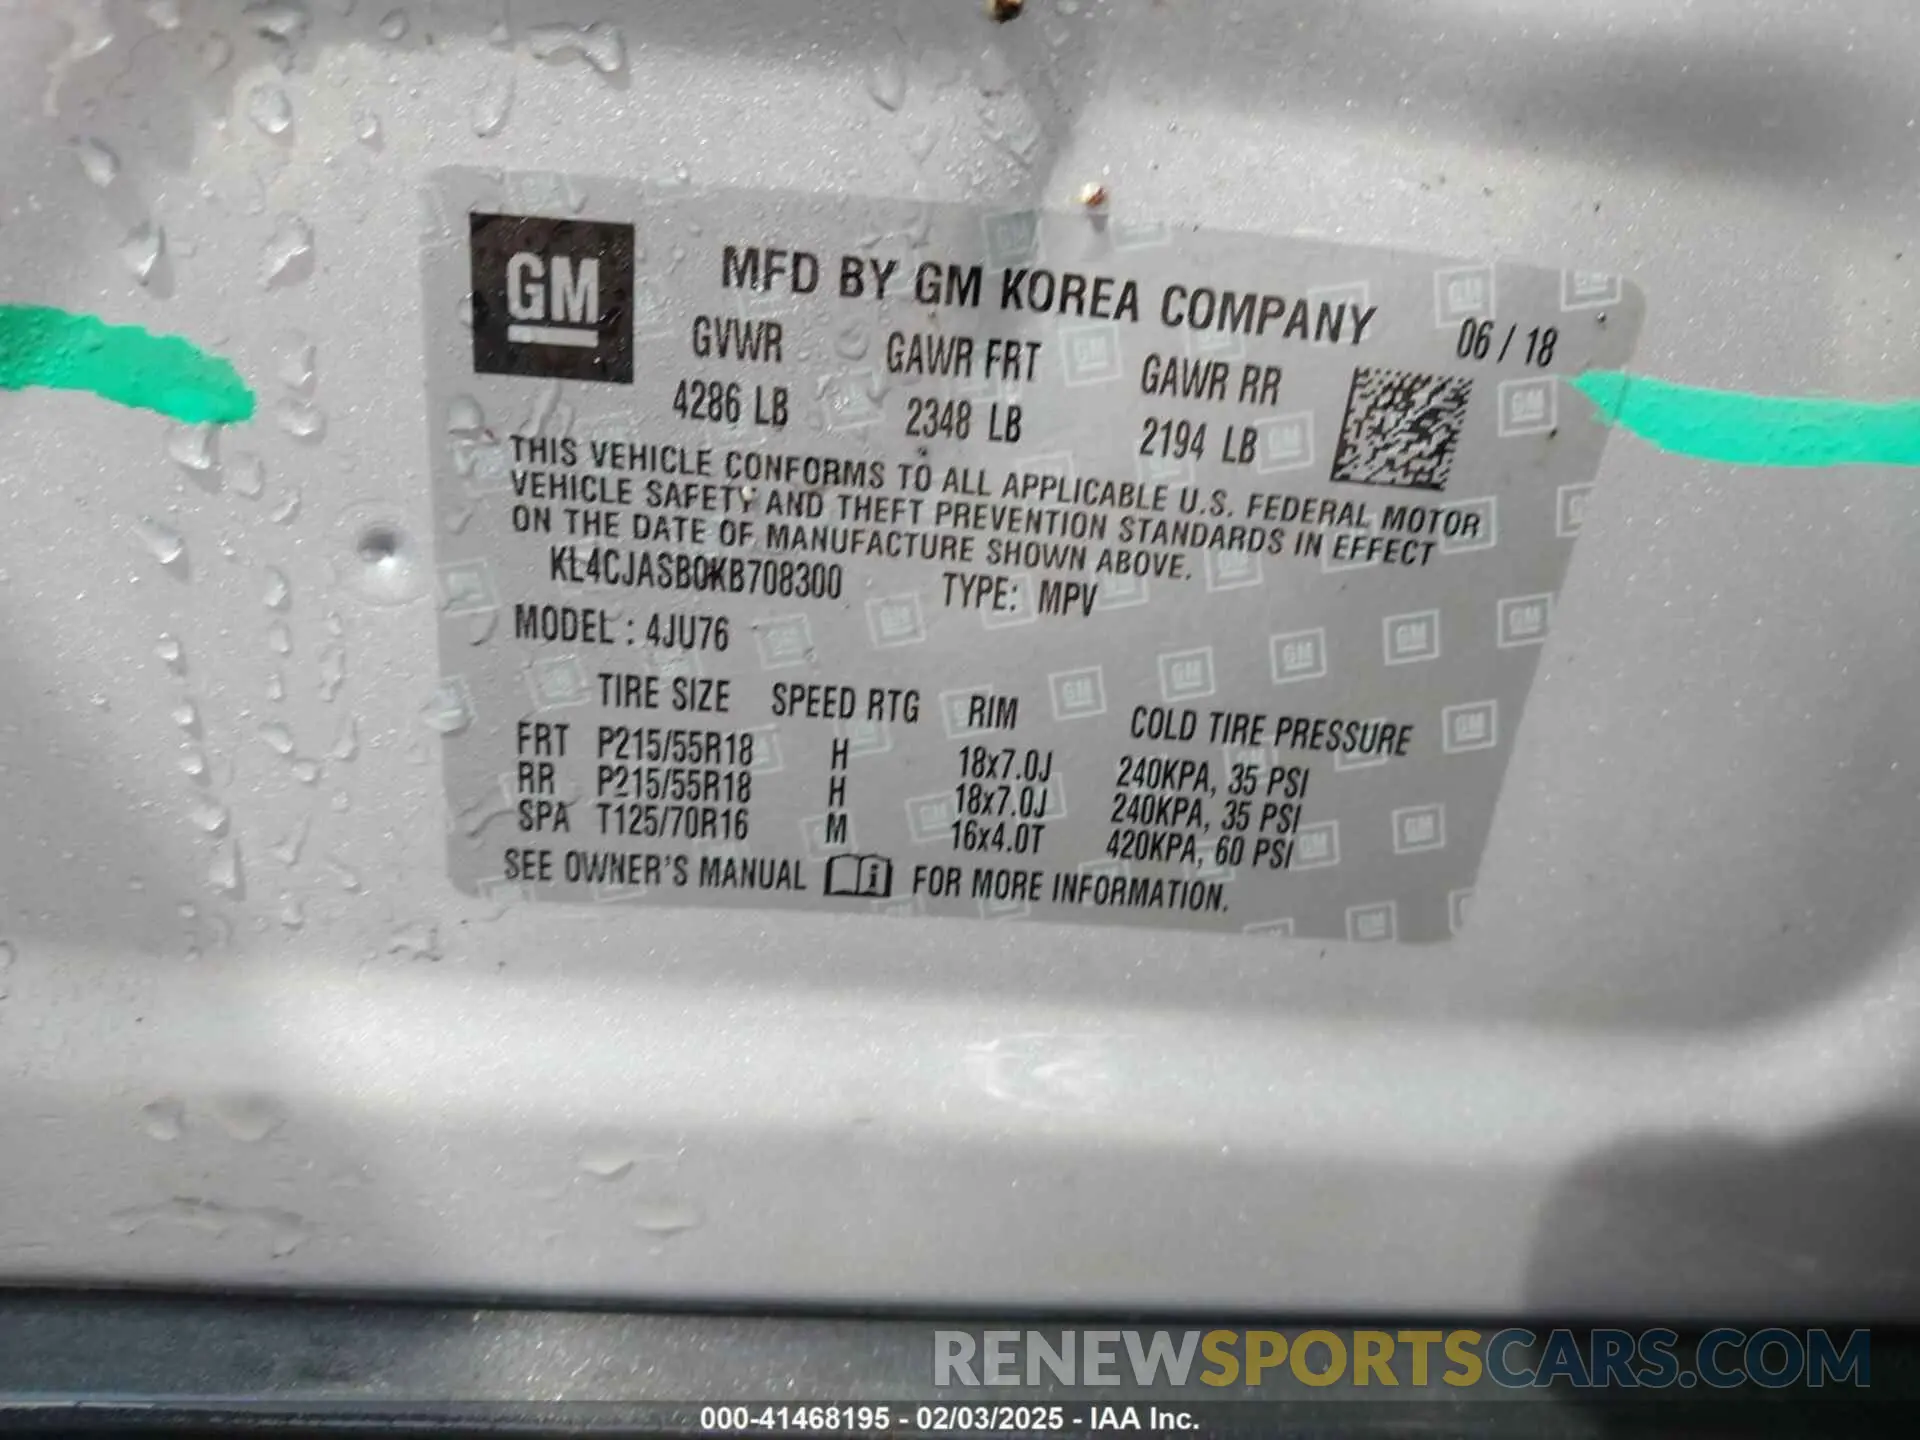 GM
MFD BY GM KOREA COMPANY
06 / 18
GVWR GAWR FRT GAWR RR
4286 LB 2348 LB 2194 LB
THIS VEHICLE CONFORMS TO ALL APPLICABLE U.S. FEDERAL MOTOR
VEHICLE SAFETY AND THEFT PREVENTION STANDARDS IN EFFECT
ON THE DATE OF MANUFACTURE SHOWN ABOVE.
KL4CJASB0KB708300 TYPE: MPV
MODEL : 4JU76
TIRE SIZE SPEED RTG RIM COLD TIRE PRESSURE
FRT P215/55R18 H 18x7.0J 240KPA, 35 PSI
RR P215/55R18 H 18x7.0J 240KPA, 35 PSI
SPA T125/70R16 M 16x4.0T 420KPA, 60 PSI
SEE OWNER'S MANUAL FOR MORE INFORMATION.
RENEWSPORTSCARS.COM
000-41468195 - 02/03/2025 - IAA Inc.